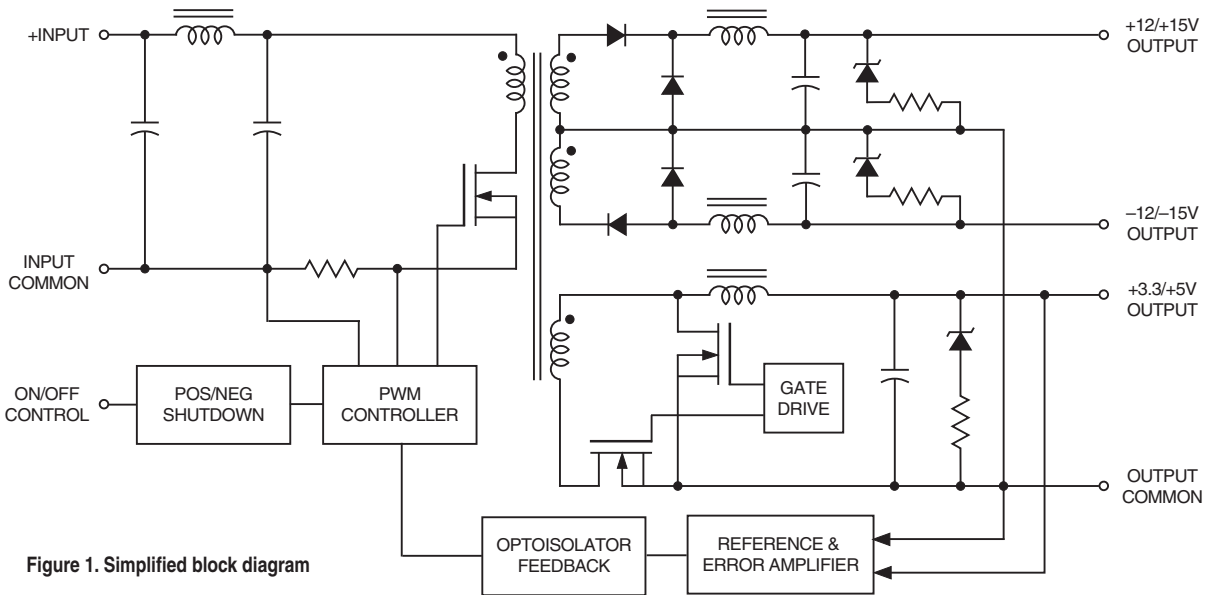 +INPUT
+12/+15V
OUTPUT
–12/–15V
OUTPUT
INPUT
COMMON
+3.3/+5V
OUTPUT
ON/OFF
CONTROL
POS/NEG
SHUTDOWN
PWM
CONTROLLER
GATE
DRIVE
OUTPUT
COMMON
OPTOISOLATOR
FEEDBACK
REFERENCE &
ERROR AMPLIFIER
Figure 1. Simplified block diagram